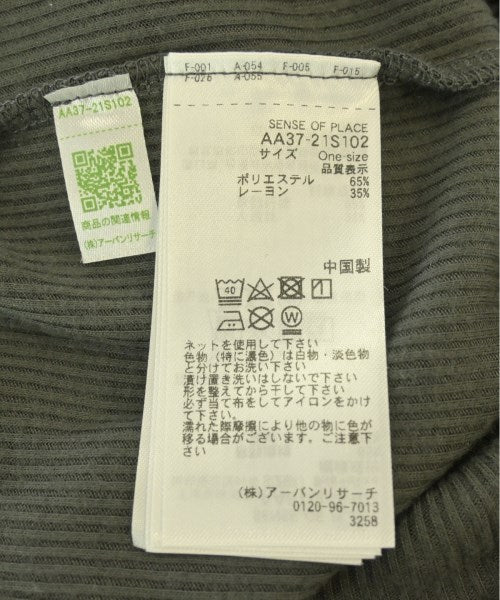 F-001 A-054 F-006 F-016
F-026 A-055
AA37-21S102
商品の関連情報
(株)アーバンリサーチ
SENSE OF PLACE
AA37-21S102
サイズ One size
品質表示
ポリエステル 65%
レーヨン 35%
中国製
40
W
ネットを使用して下さい
色物(特に濃色)は白物・淡色物
と分けてお洗い下さい
漬け置き洗いはしないで下さい
形を整えてから干して下さい
必ず当て布をしてアイロンをかけ
て下さい。
濡れた際摩擦により他の物に色が
移る場合がございます。ご注意下
さい
(株)アーバンリサーチ
0120-96-7013
3258